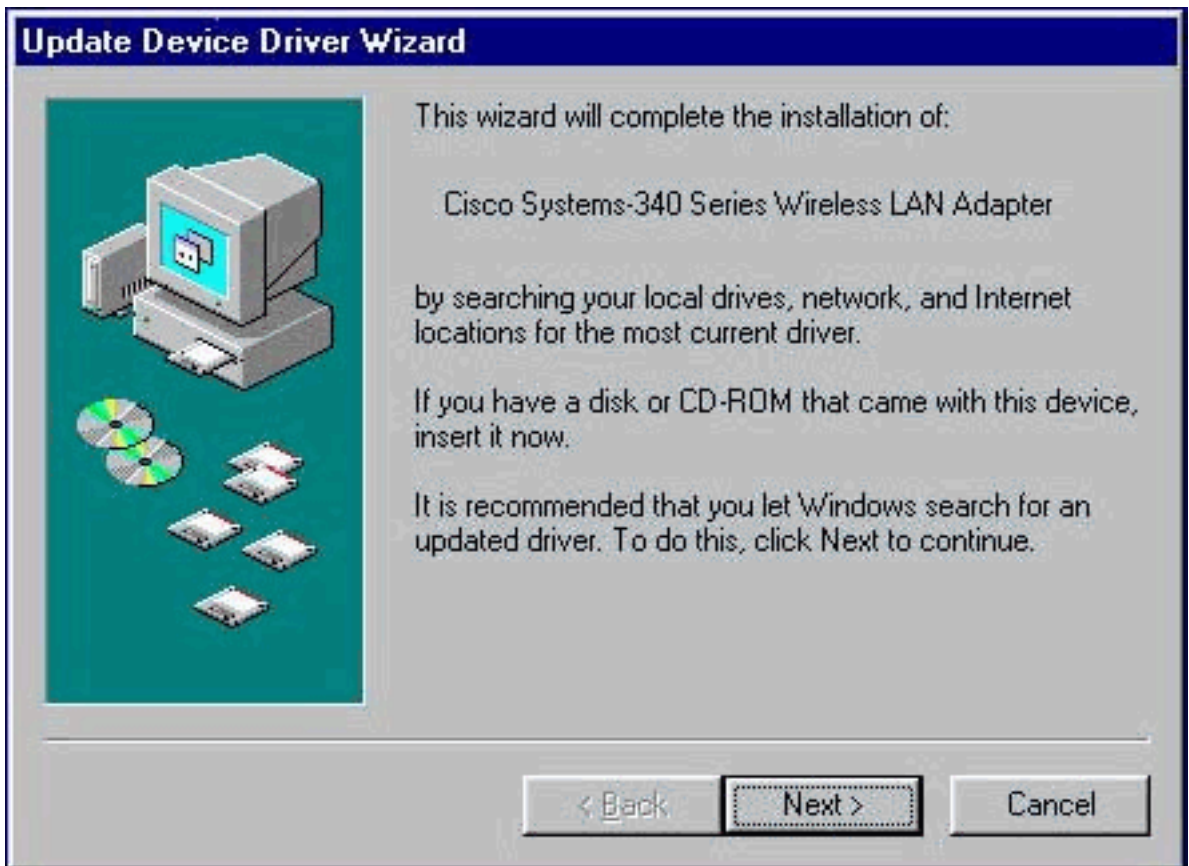 Update Device Driver Wizard
This wizard will complete the installation of:
Cisco Systems-340 Series Wireless LAN Adapter
by searching your local drives, network, and Internet
locations for the most current driver.
If you have a disk or CD-ROM that came with this device,
insert it now.
It is recommended that you let Windows search for an
updated driver. To do this, click Next to continue.
< Back
Next >
Cancel